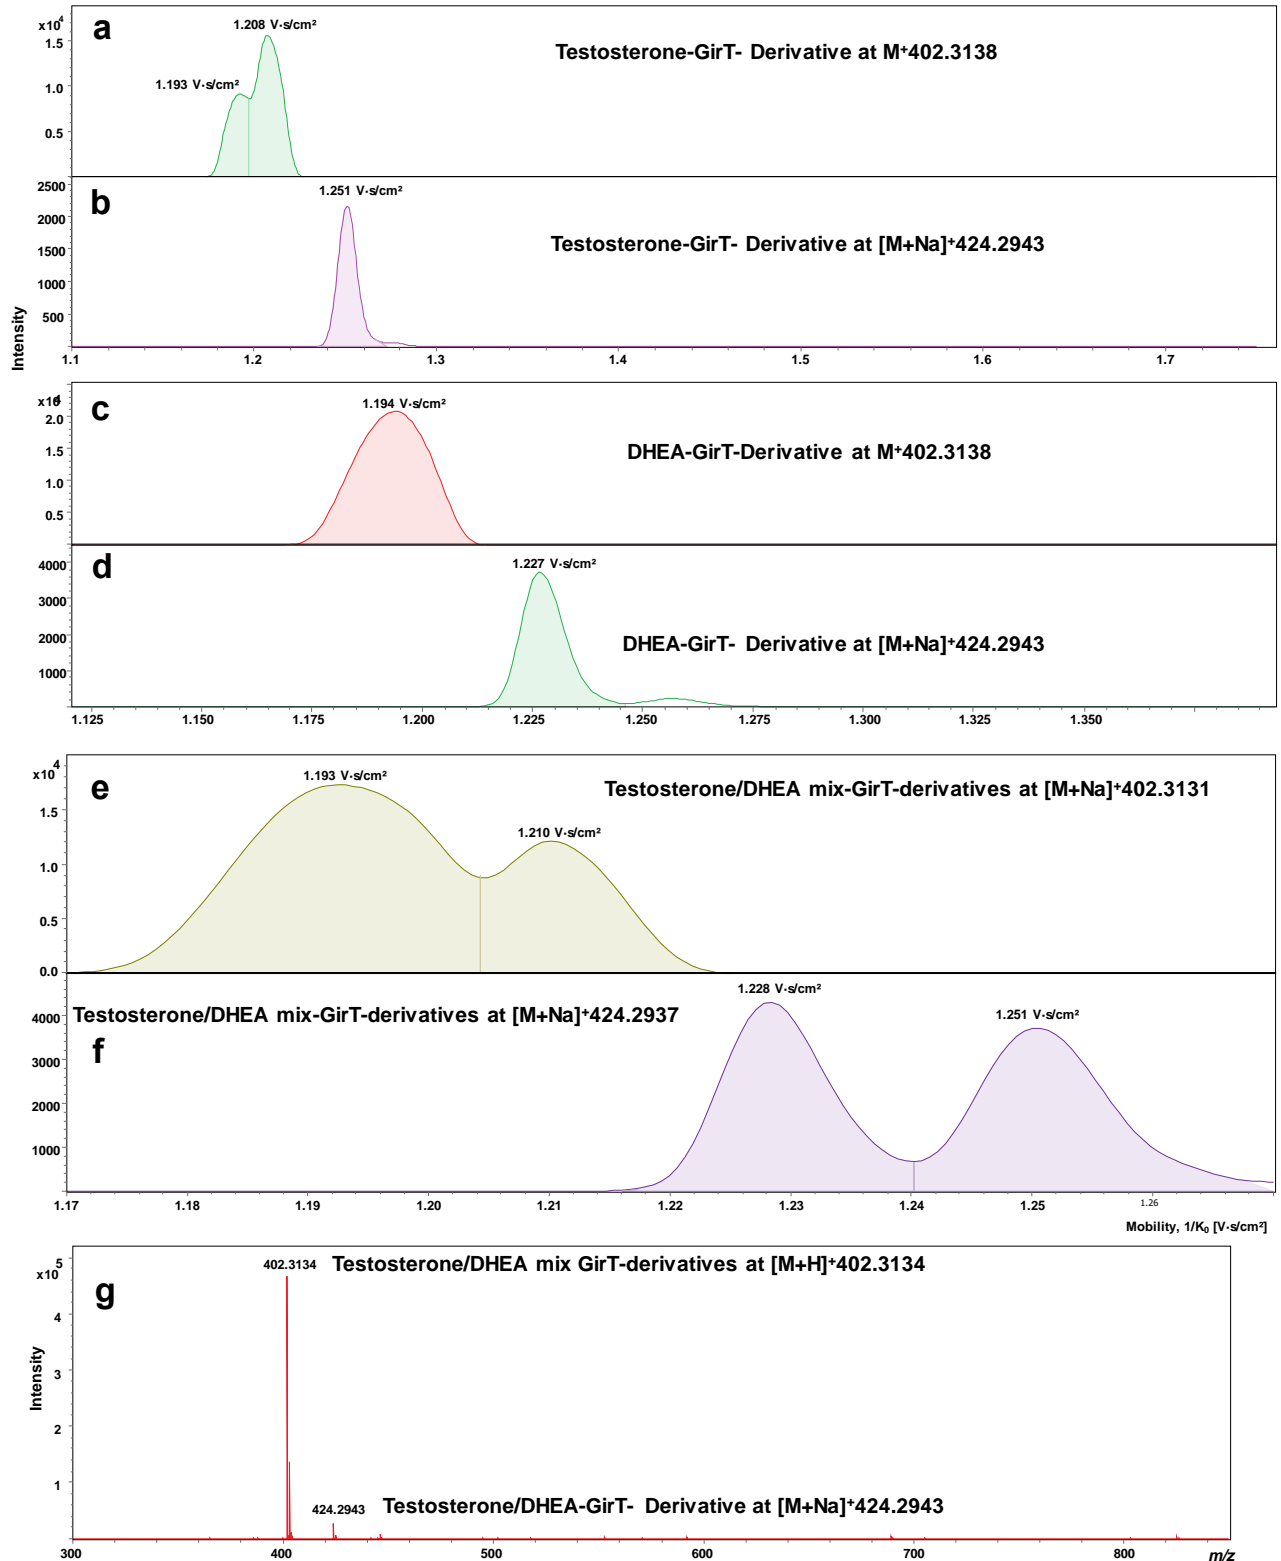 x10⁴
a
1.208 V·s/cm²
1.193 V·s/cm²
Testosterone-GirT- Derivative at M⁺402.3138
1.5
1.0
0.5
b
1.251 V·s/cm²
Testosterone-GirT- Derivative at [M+Na]⁺424.2943
2500
2000
1500
1000
500
1.1 1.2 1.3 1.4 1.5 1.6 1.7
Intensity
x10⁴
c
1.194 V·s/cm²
DHEA-GirT-Derivative at M⁺402.3138
2.0
1.5
1.0
0.5
d
1.227 V·s/cm²
DHEA-GirT- Derivative at [M+Na]⁺424.2943
4000
3000
2000
1000
1.125 1.150 1.175 1.200 1.225 1.250 1.275 1.300 1.325 1.350
x10⁴
e
1.193 V·s/cm²
1.210 V·s/cm²
Testosterone/DHEA mix-GirT-derivatives at [M+Na]⁺402.3131
1.5
1.0
0.5
0.0
1.228 V·s/cm²
1.251 V·s/cm²
Testosterone/DHEA mix-GirT-derivatives at [M+Na]⁺424.2937
f
4000
3000
2000
1000
1.17 1.18 1.19 1.20 1.21 1.22 1.23 1.24 1.25 1.26
Mobility, 1/K₀ [V·s/cm²]
x10⁵
g
402.3134
Testosterone/DHEA mix GirT-derivatives at [M+H]⁺402.3134
4
3
2
1
Intensity
424.2943
Testosterone/DHEA-GirT- Derivative at [M+Na]⁺424.2943
300 400 500 600 700 800 m/z